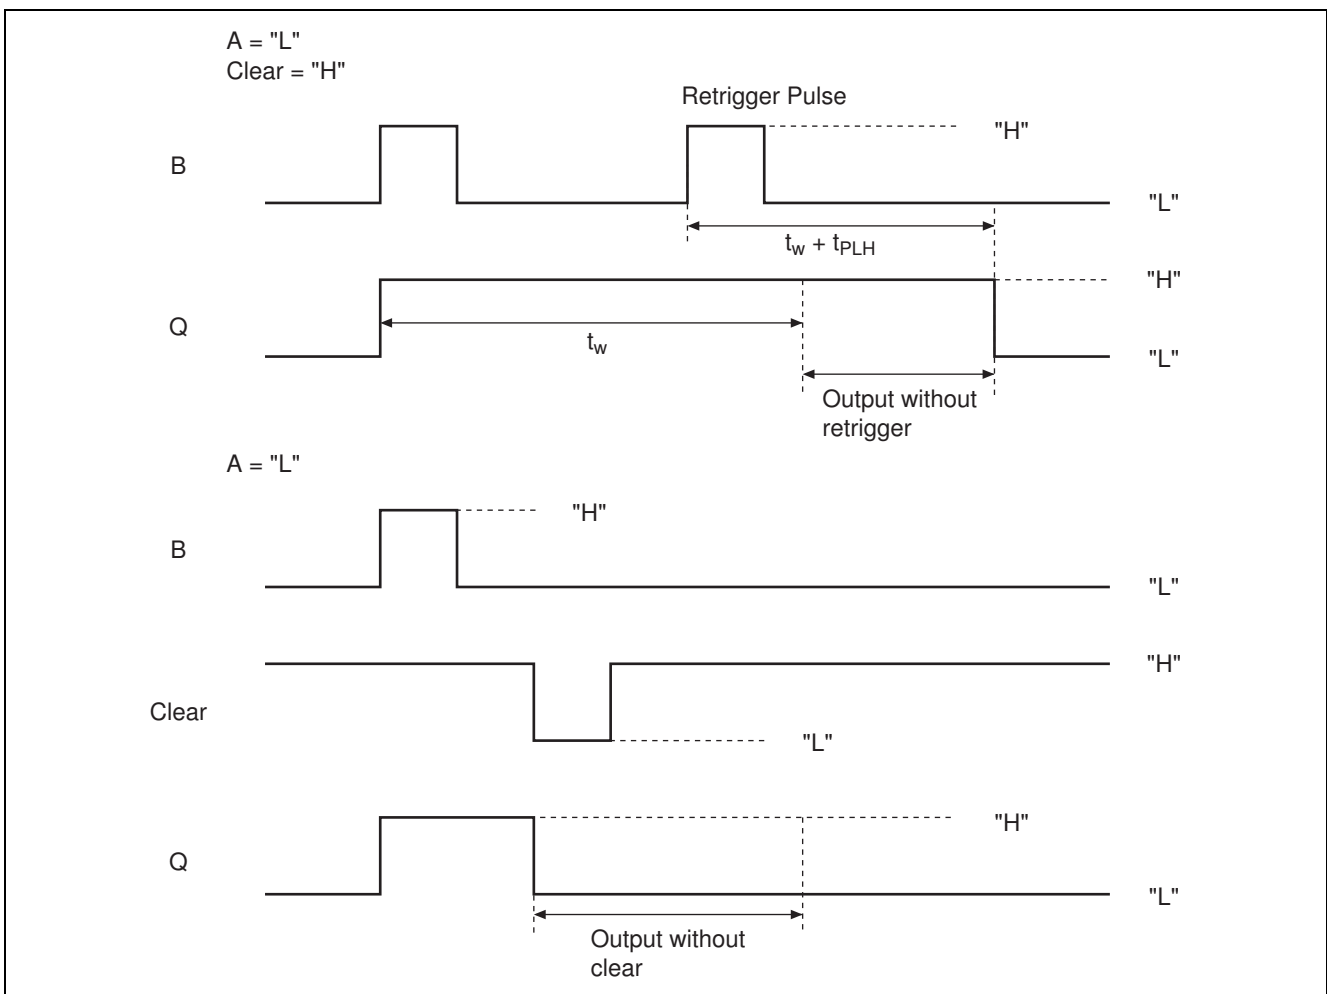 A = "L"
Clear = "H"
Retrigger Pulse
"H"
B
"L"
tw + tPLH
"H"
Q
tw
"L"
Output without
retrigger
A = "L"
"H"
B
"L"
"H"
Clear
"L"
"H"
Q
"L"
Output without
clear